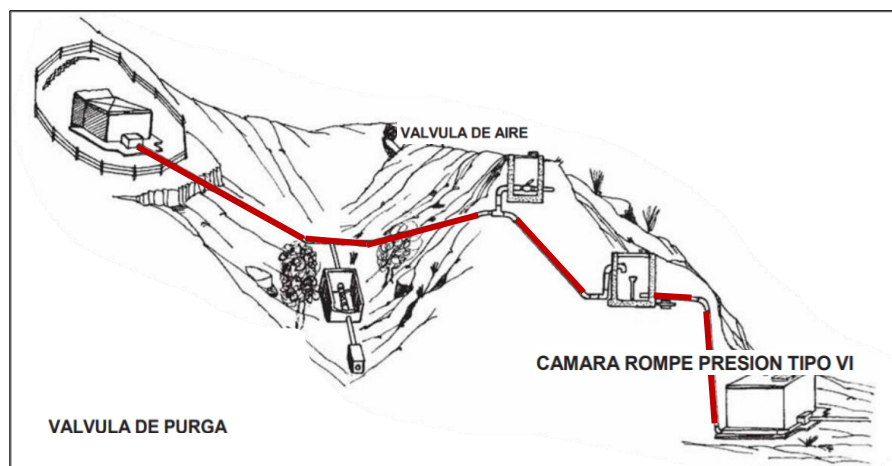 VALVULA DE AIRE
CAMARA ROMPE PRESION TIPO VI
VALVULA DE PURGA